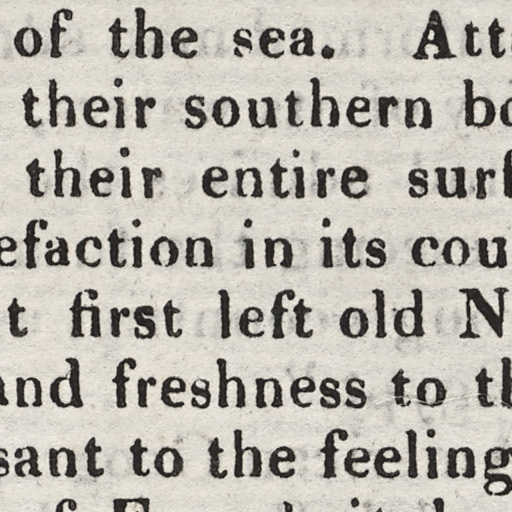 of the sea. Att
their southern bo
their entire surf
efaction in its cou
t first left old N
and freshness to th
sant to the feeling